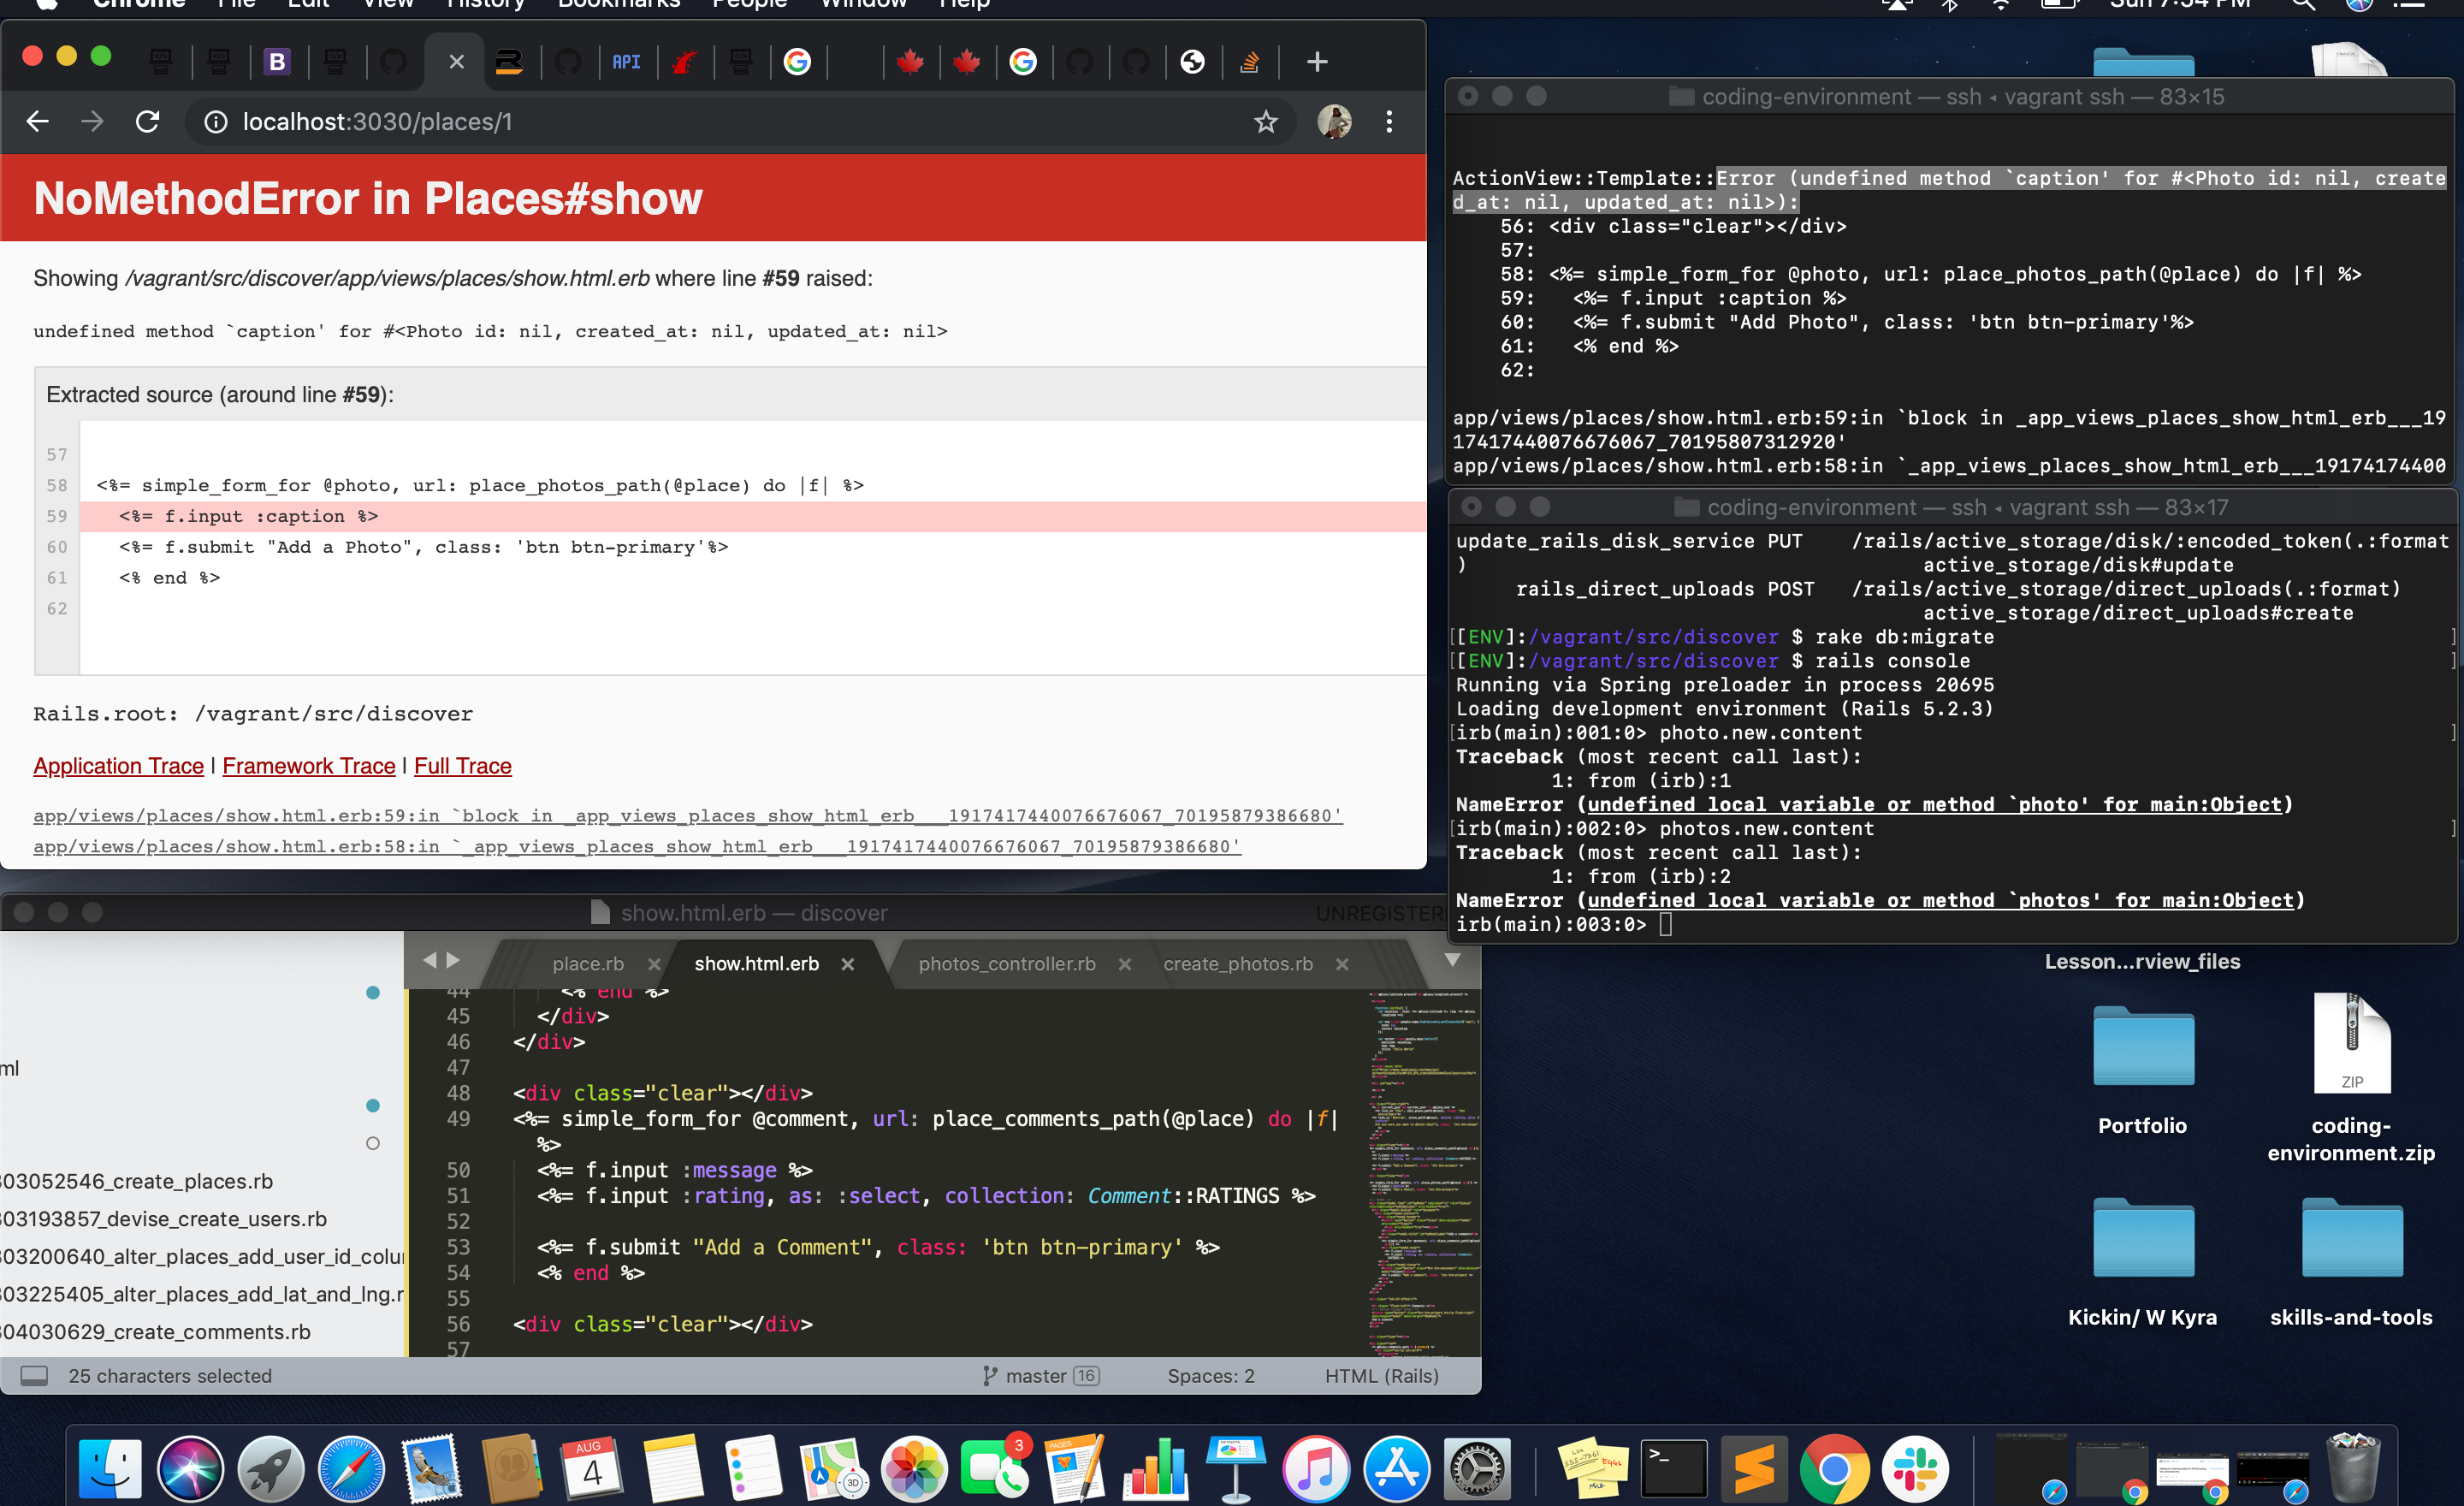 Chrome File Edit View History Bookmarks People Window Help
Sun 7:54 PM
B
API
localhost:3030/places/1
NoMethodError in Places#show
Showing /vagrant/src/discover/app/views/places/show.html.erb where line #59 raised:
undefined method `caption' for #<Photo id: nil, created_at: nil, updated_at: nil>
Extracted source (around line #59):
57
58 <%= simple_form_for @photo, url: place_photos_path(@place) do |f| %>
59 <%= f.input :caption %>
60 <%= f.submit "Add a Photo", class: 'btn btn-primary'%>
61 <% end %>
62
Rails.root: /vagrant/src/discover
Application Trace | Framework Trace | Full Trace
app/views/places/show.html.erb:59:in `block in _app_views_places_show_html_erb___1917417440076676067_70195879386680'
app/views/places/show.html.erb:58:in `_app_views_places_show_html_erb___1917417440076676067_70195879386680'
coding-environment — ssh ◂ vagrant ssh — 83×15
ActionView::Template::Error (undefined method `caption' for #<Photo id: nil, create
d_at: nil, updated_at: nil>):
56: <div class="clear"></div>
57:
58: <%= simple_form_for @photo, url: place_photos_path(@place) do |f| %>
59: <%= f.input :caption %>
60: <%= f.submit "Add Photo", class: 'btn btn-primary'%>
61: <% end %>
62:
app/views/places/show.html.erb:59:in `block in _app_views_places_show_html_erb___19
17417440076676067_70195807312920'
app/views/places/show.html.erb:58:in `_app_views_places_show_html_erb___19174174400
coding-environment — ssh ◂ vagrant ssh — 83×17
update_rails_disk_service PUT /rails/active_storage/disk/:encoded_token(.:format
) active_storage/disk#update
rails_direct_uploads POST /rails/active_storage/direct_uploads(.:format)
active_storage/direct_uploads#create
[[ENV]:/vagrant/src/discover $ rake db:migrate ]
[[ENV]:/vagrant/src/discover $ rails console ]
Running via Spring preloader in process 20695
Loading development environment (Rails 5.2.3)
[irb(main):001:0> photo.new.content ]
Traceback (most recent call last):
1: from (irb):1
NameError (undefined local variable or method `photo' for main:Object)
[irb(main):002:0> photos.new.content ]
Traceback (most recent call last):
1: from (irb):2
NameError (undefined local variable or method `photos' for main:Object)
irb(main):003:0>
show.html.erb — discover
UNREGISTERE
place.rb
show.html.erb
photos_controller.rb
create_photos.rb
ml
303052546_create_places.rb
303193857_devise_create_users.rb
303200640_alter_places_add_user_id_colu
303225405_alter_places_add_lat_and_lng.r
304030629_create_comments.rb
44 <% end %>
45 </div>
46 </div>
47
48 <div class="clear"></div>
49 <%= simple_form_for @comment, url: place_comments_path(@place) do |f|
%>
50 <%= f.input :message %>
51 <%= f.input :rating, as: :select, collection: Comment::RATINGS %>
52
53 <%= f.submit "Add a Comment", class: 'btn btn-primary' %>
54 <% end %>
55
56 <div class="clear"></div>
57
25 characters selected
master 16
Spaces: 2
HTML (Rails)
Lesson...rview_files
ZIP
Portfolio
coding-
environment.zip
Kickin/ W Kyra
skills-and-tools
AUG
4
3D
3
PAGES
>_